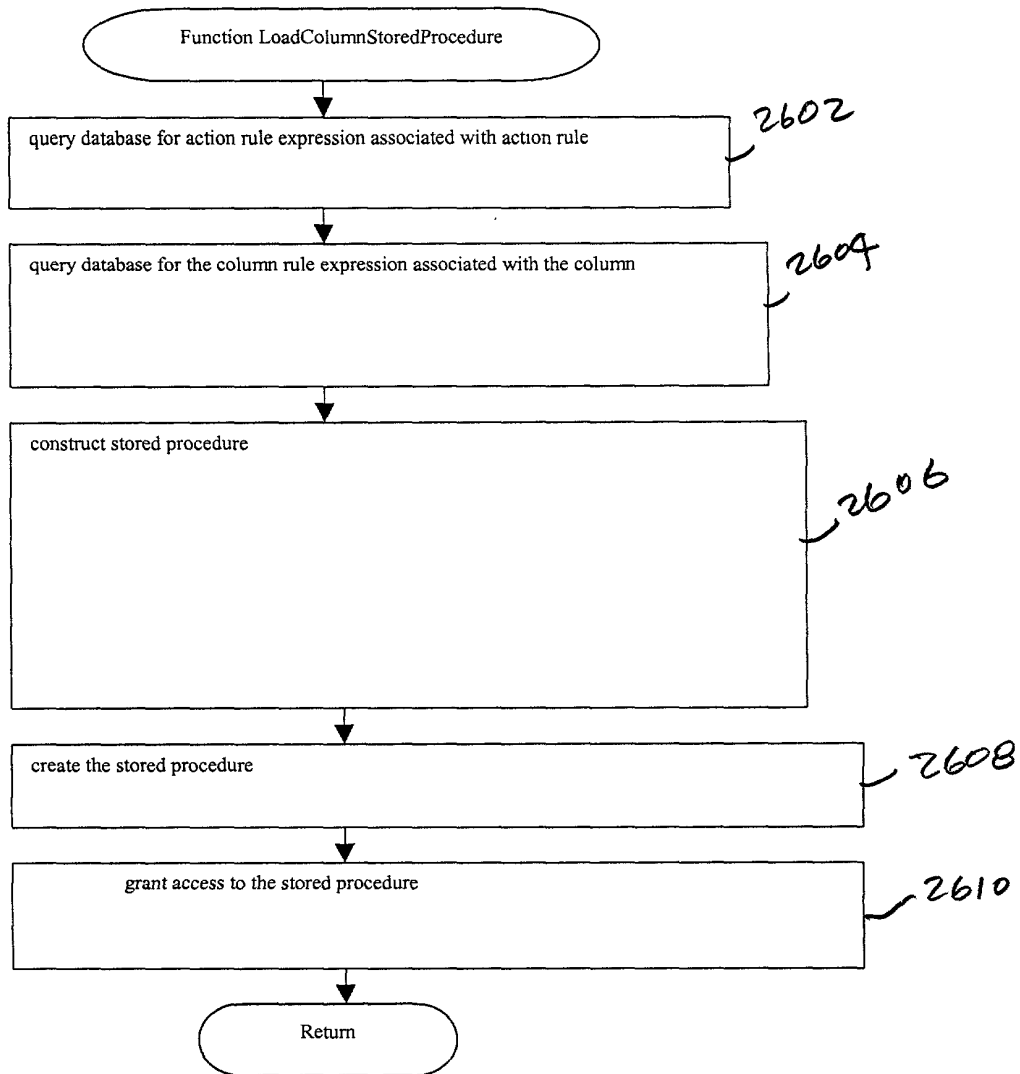 Function LoadColumnStoredProcedure
query database for action rule expression associated with action rule
2602
query database for the column rule expression associated with the column
2604
construct stored procedure
2606
create the stored procedure
2608
grant access to the stored procedure
2610
Return